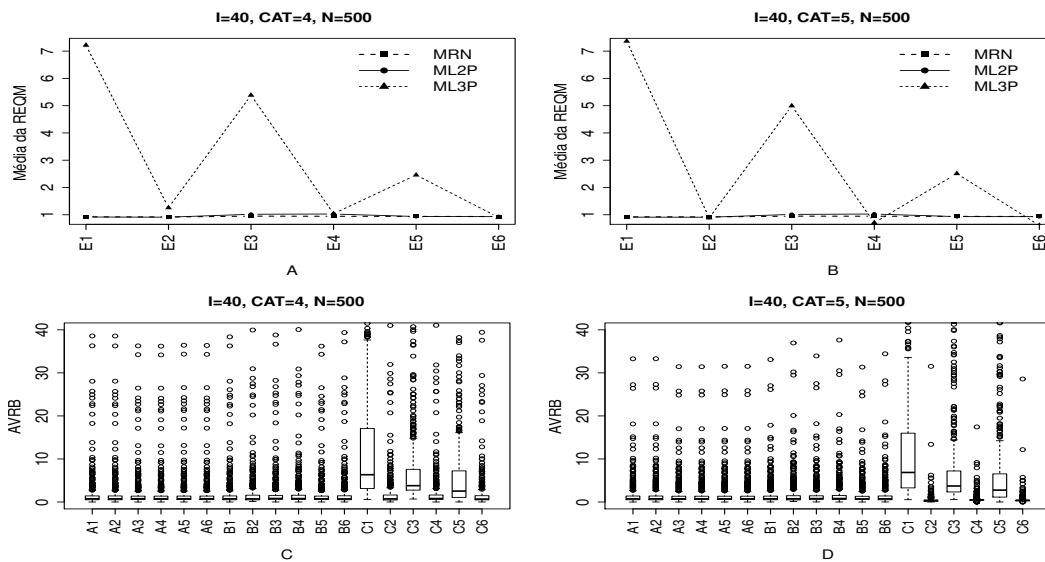 I=40, CAT=4, N=500
Média da REQM
7
6
5
4
3
2
1
MRN
ML2P
ML3P
E1
E2
E3
E4
E5
E6
A
I=40, CAT=5, N=500
Média da REQM
7
6
5
4
3
2
1
MRN
ML2P
ML3P
E1
E2
E3
E4
E5
E6
B
I=40, CAT=4, N=500
AVRB
40
30
20
10
0
A1
A2
A3
A4
A5
A6
B1
B2
B3
B4
B5
B6
C1
C2
C3
C4
C5
C6
C
I=40, CAT=5, N=500
AVRB
40
30
20
10
0
A1
A2
A3
A4
A5
A6
B1
B2
B3
B4
B5
B6
C1
C2
C3
C4
C5
C6
D